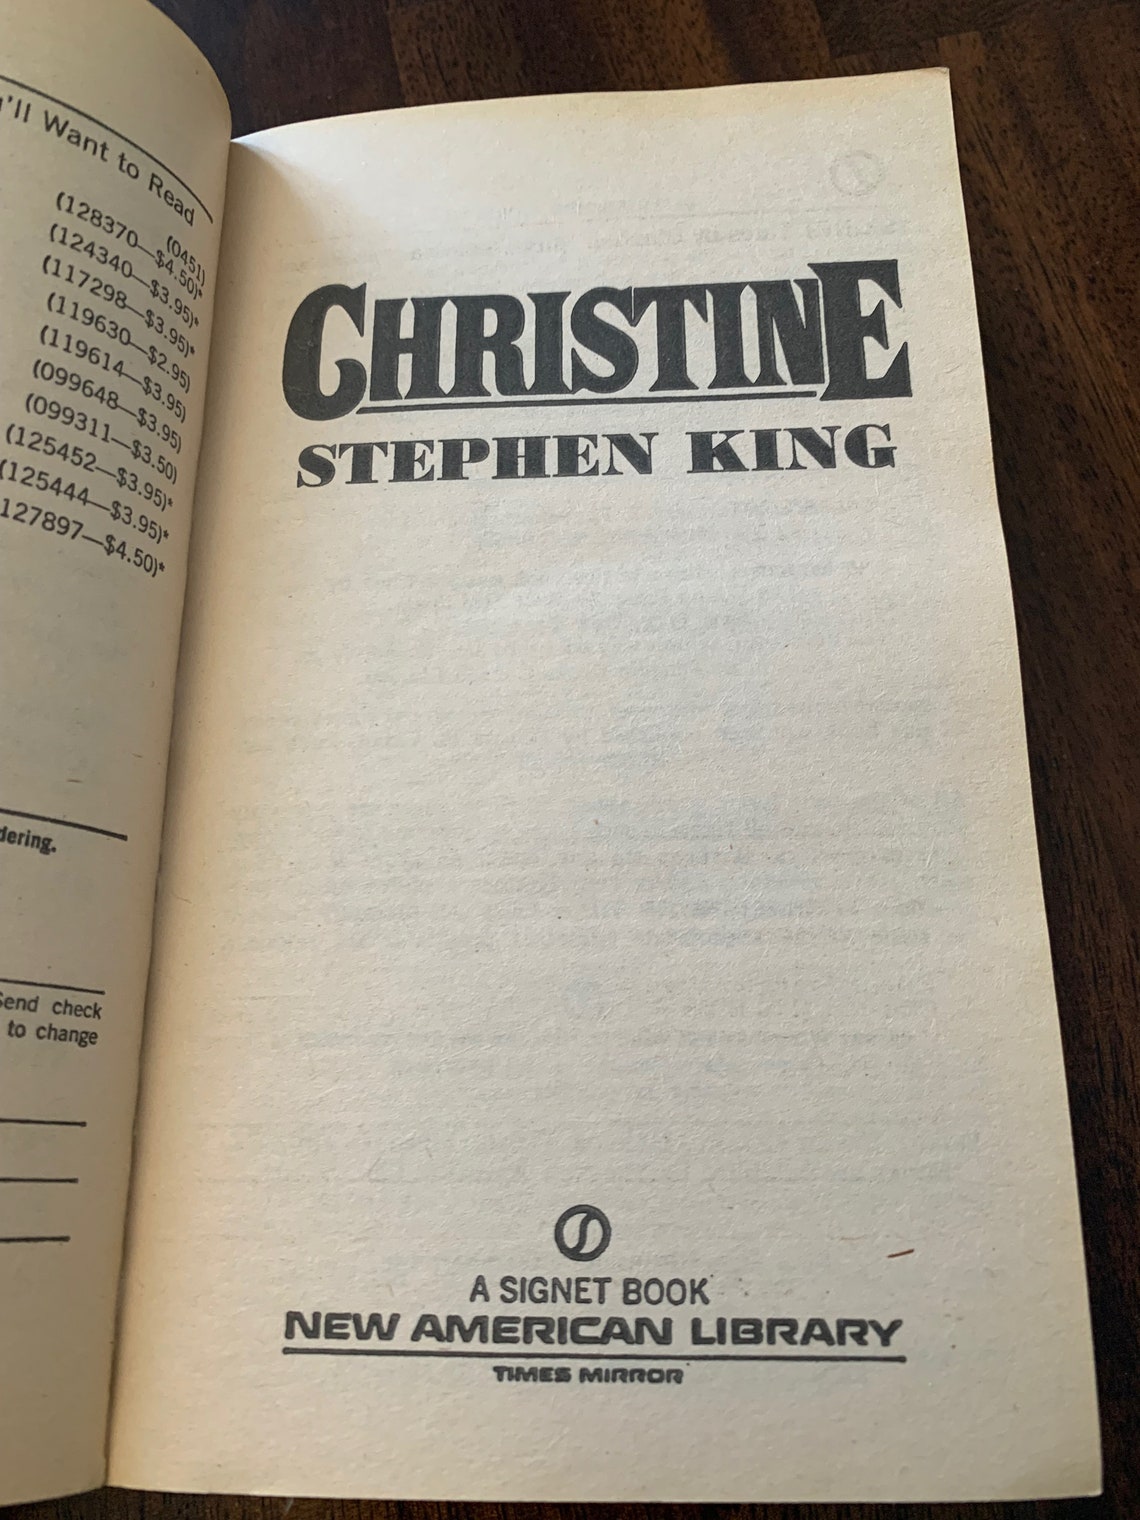 'll Want to Read
(0451)
(128370—$4.50)*
(124340—$3.95)*
(117298—$3.95)*
(119630—$2.95)
(119614—$3.95)
(099648—$3.95)
(099311—$3.50)
(125452—$3.95)*
(125444—$3.95)*
127897—$4.50)*
dering.
Send check
to change
CHRISTINE
STEPHEN KING
A SIGNET BOOK
NEW AMERICAN LIBRARY
TIMES MIRROR